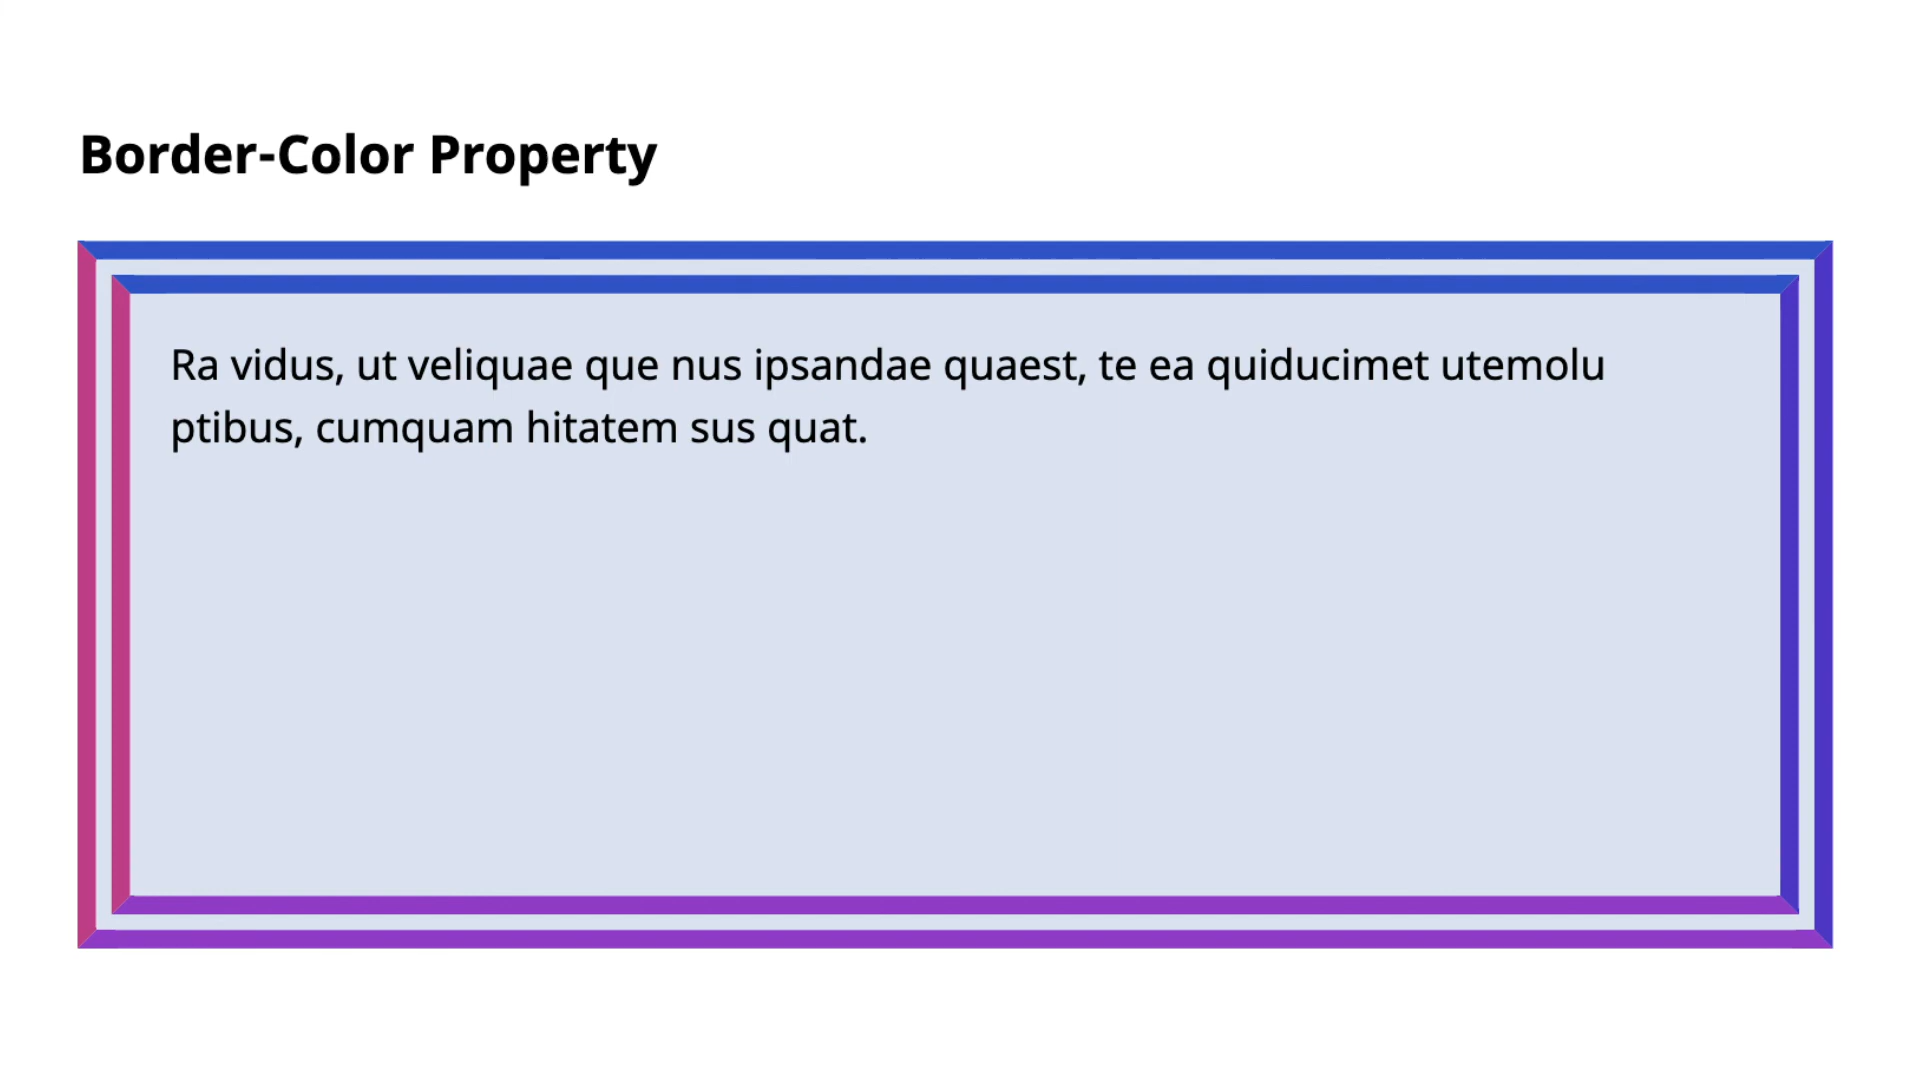 Border-Color Property
Ra vidus, ut veliquae que nus ipsandae quaest, te ea quiducimet utemolu
ptibus, cumquam hitatem sus quat.